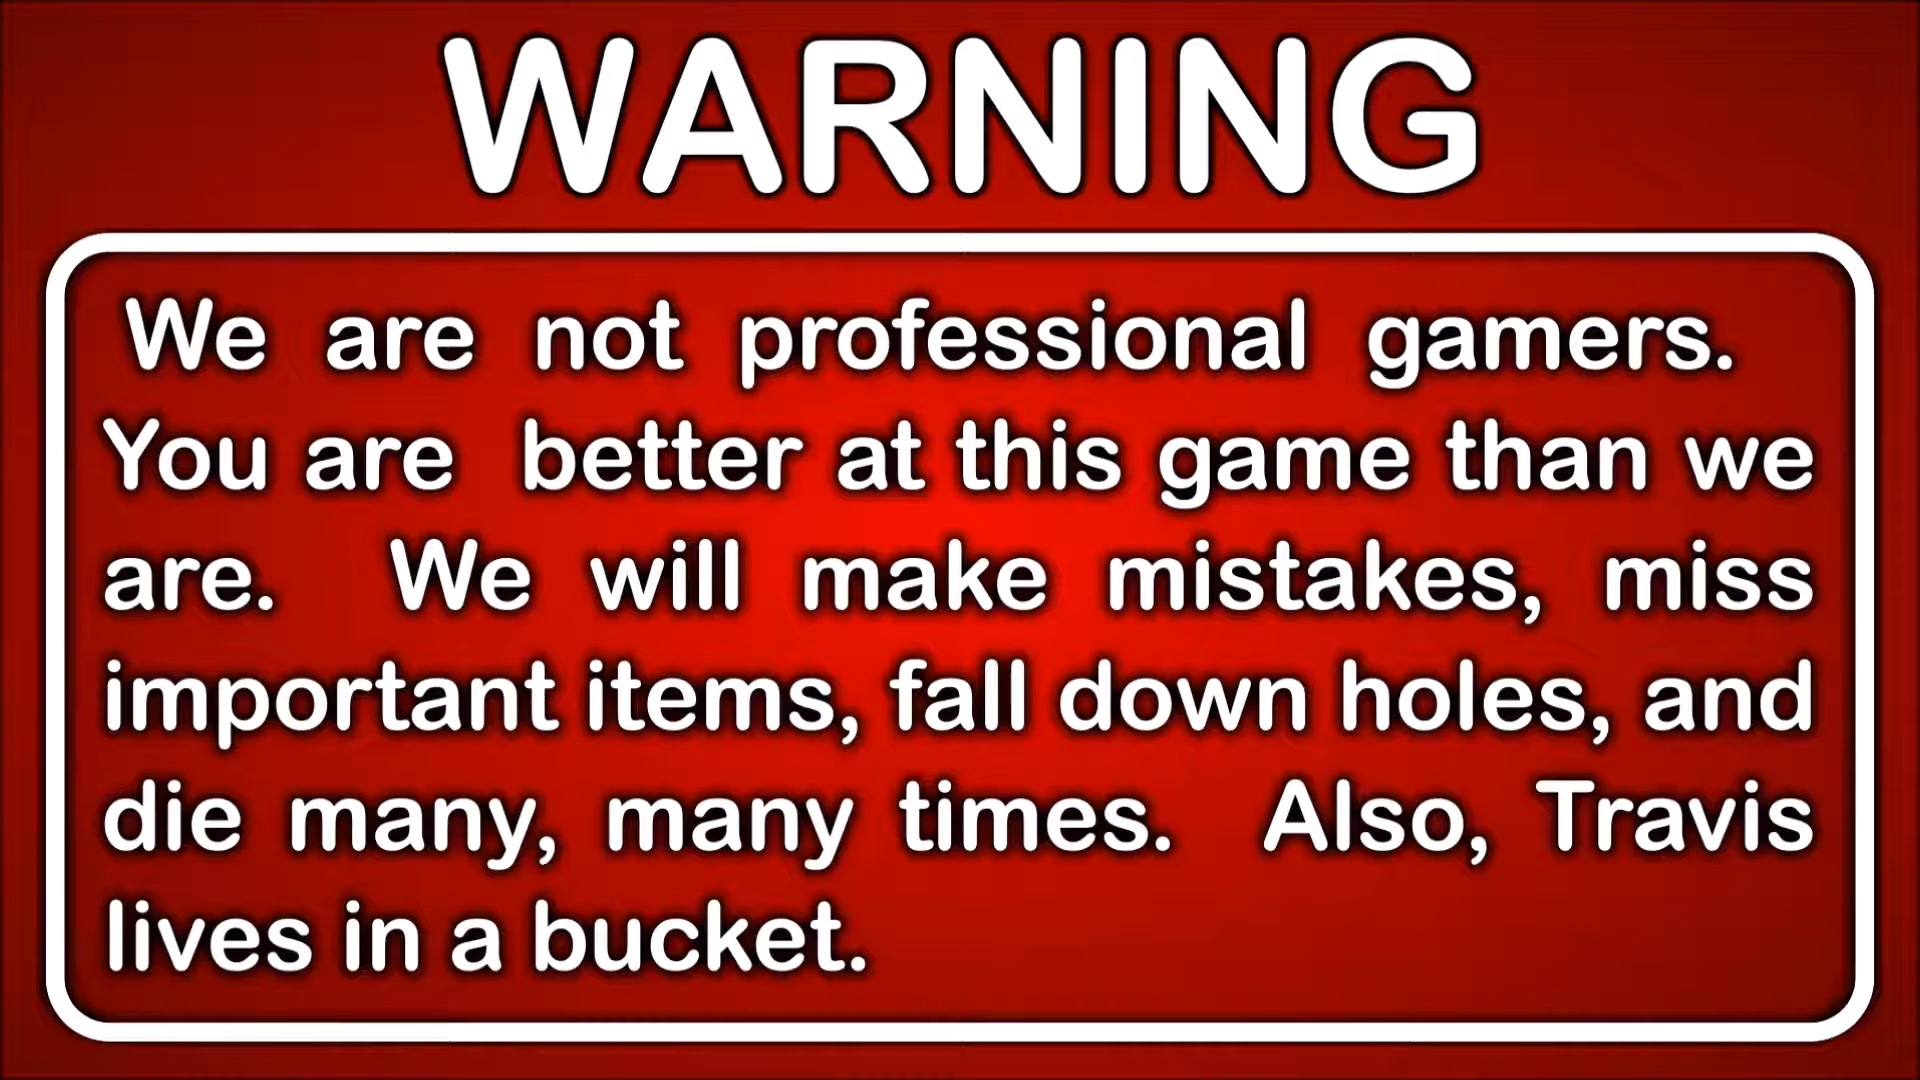 WARNING
We are not professional gamers.
You are better at this game than we
are. We will make mistakes, miss
important items, fall down holes, and
die many, many times. Also, Travis
lives in a bucket.